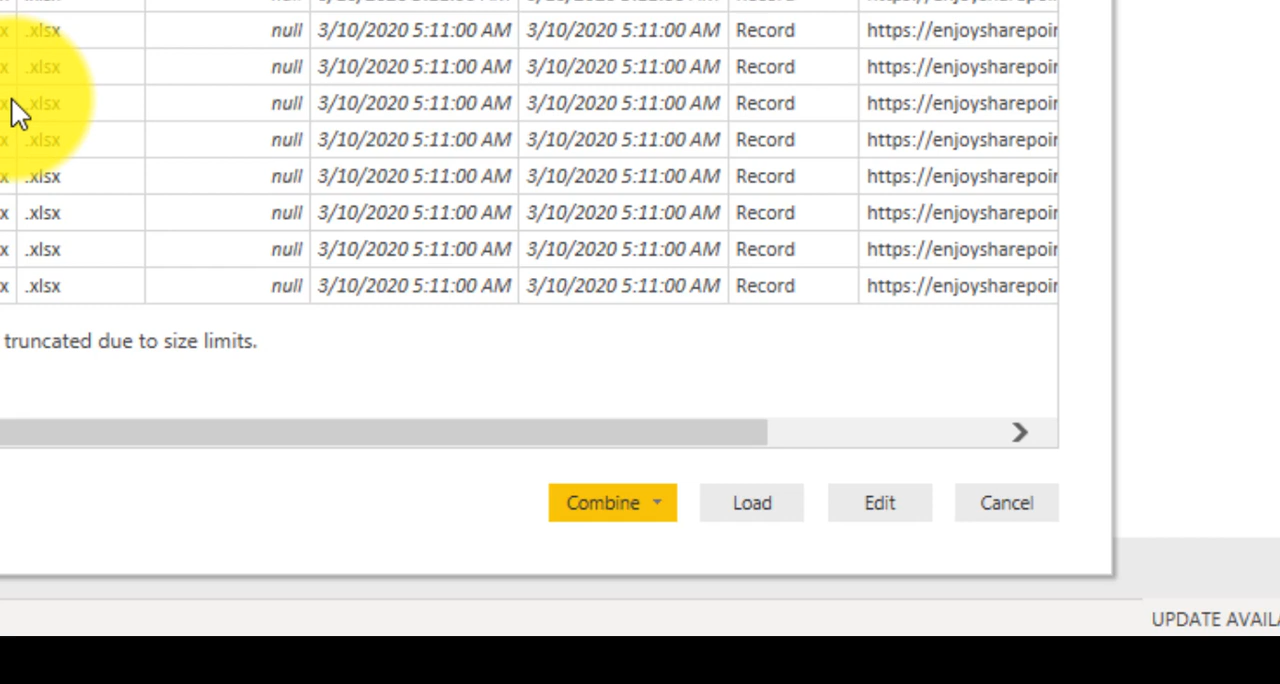 x .xlsx null 3/10/2020 5:11:00 AM 3/10/2020 5:11:00 AM Record https://enjoysharepoir
x .xlsx null 3/10/2020 5:11:00 AM 3/10/2020 5:11:00 AM Record https://enjoysharepoir
.xlsx null 3/10/2020 5:11:00 AM 3/10/2020 5:11:00 AM Record https://enjoysharepoir
x .xlsx null 3/10/2020 5:11:00 AM 3/10/2020 5:11:00 AM Record https://enjoysharepoir
x .xlsx null 3/10/2020 5:11:00 AM 3/10/2020 5:11:00 AM Record https://enjoysharepoir
x .xlsx null 3/10/2020 5:11:00 AM 3/10/2020 5:11:00 AM Record https://enjoysharepoir
x .xlsx null 3/10/2020 5:11:00 AM 3/10/2020 5:11:00 AM Record https://enjoysharepoir
x .xlsx null 3/10/2020 5:11:00 AM 3/10/2020 5:11:00 AM Record https://enjoysharepoir
truncated due to size limits.
Combine Load Edit Cancel
UPDATE AVAILA